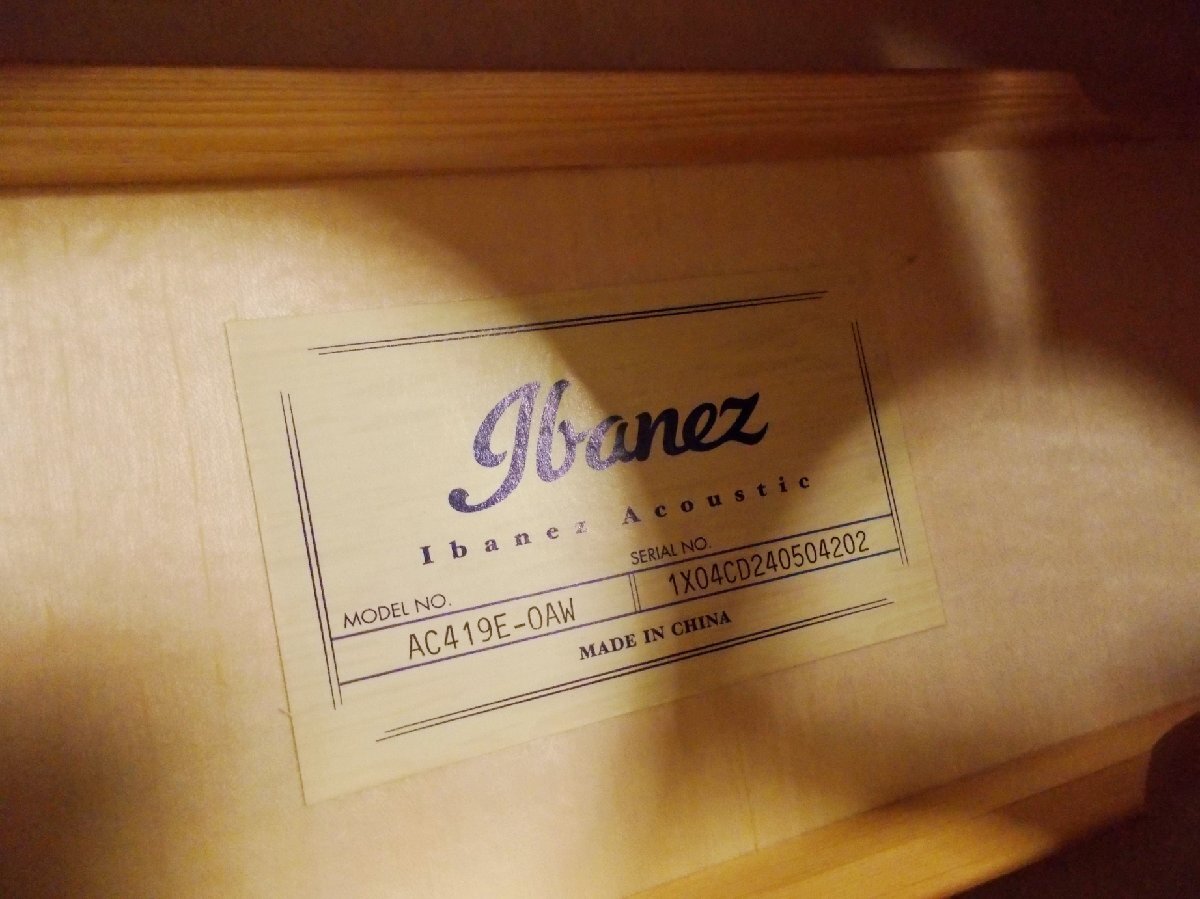 Ibanez
Ibanez Acoustic
MODEL NO.
AC419E-OAW
SERIAL NO.
1X04CD240504202
MADE IN CHINA